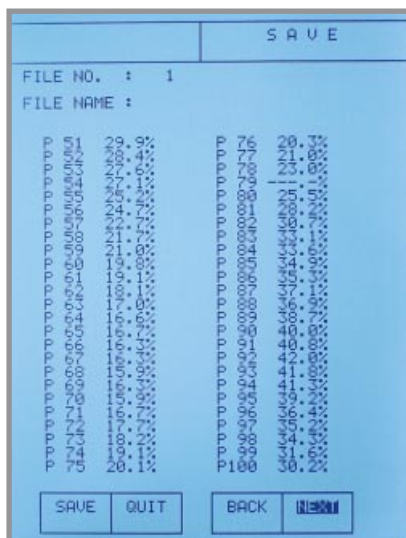 SAVE
FILE NO. : 1
FILE NAME :
P 51 29.9%
P 52 28.4%
P 53 27.6%
P 54 27.1%
P 55 25.2%
P 56 24.7%
P 57 22.7%
P 58 21.7%
P 59 21.0%
P 60 19.8%
P 61 19.1%
P 62 18.1%
P 63 17.0%
P 64 16.6%
P 65 16.7%
P 66 16.3%
P 67 16.3%
P 68 15.9%
P 69 16.3%
P 70 15.9%
P 71 16.7%
P 72 17.7%
P 73 18.2%
P 74 19.1%
P 75 20.1%
P 76 20.3%
P 77 21.0%
P 78 23.0%
P 79 ---.-%
P 80 25.5%
P 81 28.5%
P 82 30.7%
P 83 33.1%
P 84 33.6%
P 85 34.9%
P 86 35.3%
P 87 37.1%
P 88 36.9%
P 89 38.7%
P 90 40.0%
P 91 40.8%
P 92 42.0%
P 93 41.8%
P 94 41.3%
P 95 39.2%
P 96 36.4%
P 97 35.2%
P 98 34.3%
P 99 31.6%
P100 30.2%
SAVE QUIT BACK NEXT